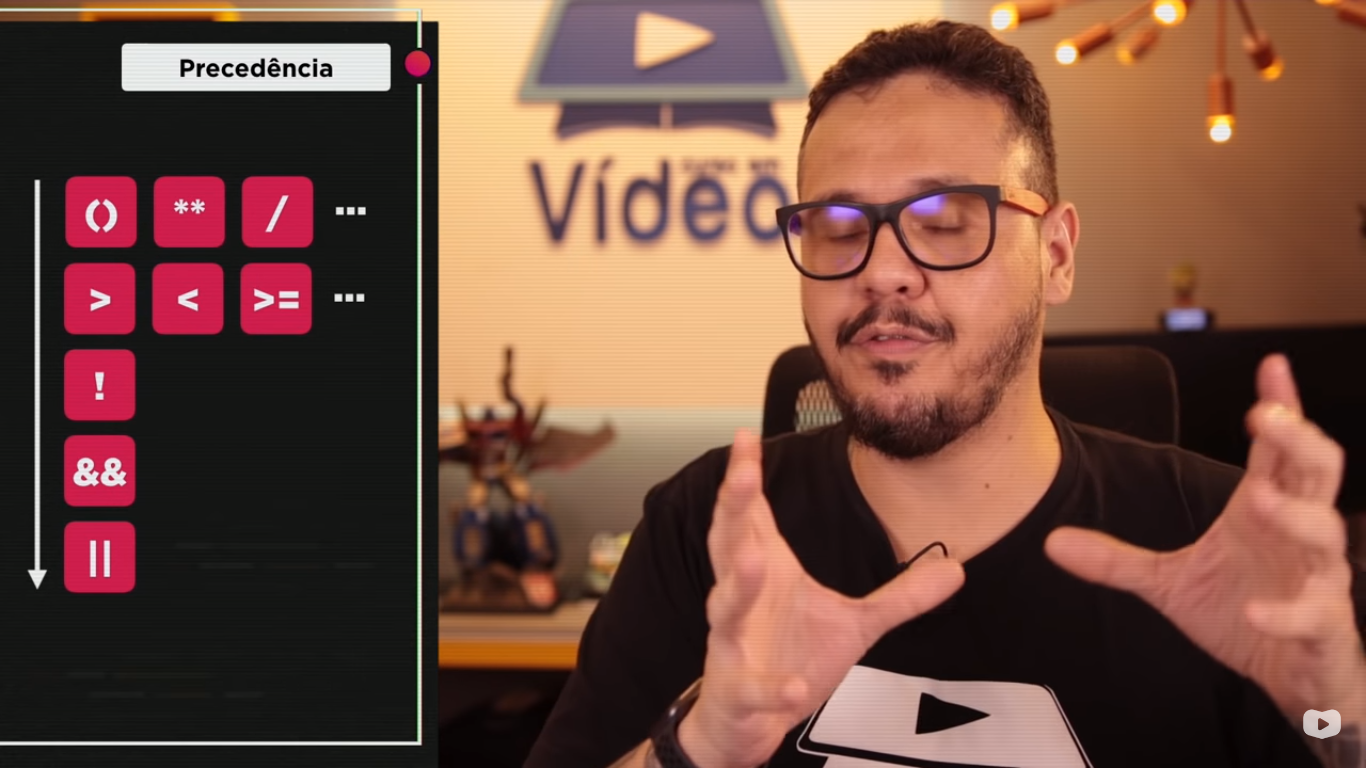 Precedência
() ** / ...
> < >= ...
!
&&
||
Vídeo